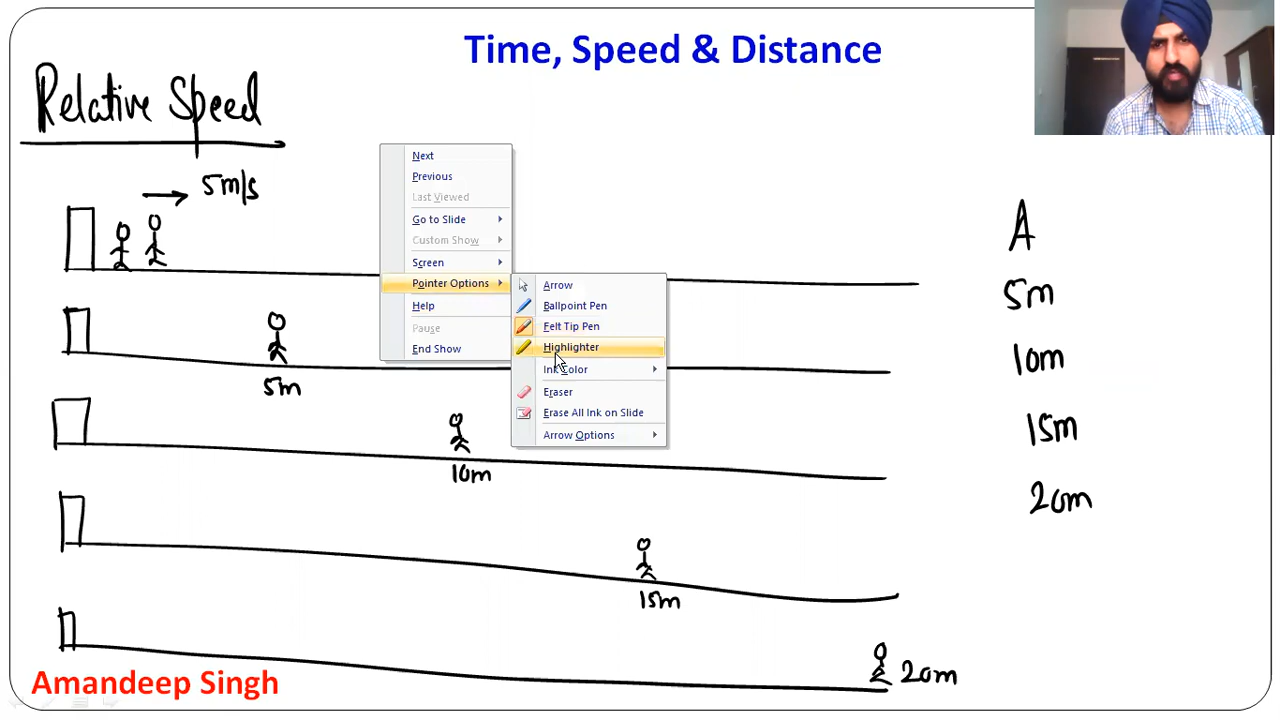 Time, Speed & Distance
Relative Speed
5m/s
Next
Previous
Last Viewed
Go to Slide
Custom Show
Screen
Pointer Options
Help
Pause
End Show
Arrow
Ballpoint Pen
Felt Tip Pen
Highlighter
Ink Color
Eraser
Erase All Ink on Slide
Arrow Options
A
5m
10m
15m
20m
5m
10m
15m
20m
Amandeep Singh